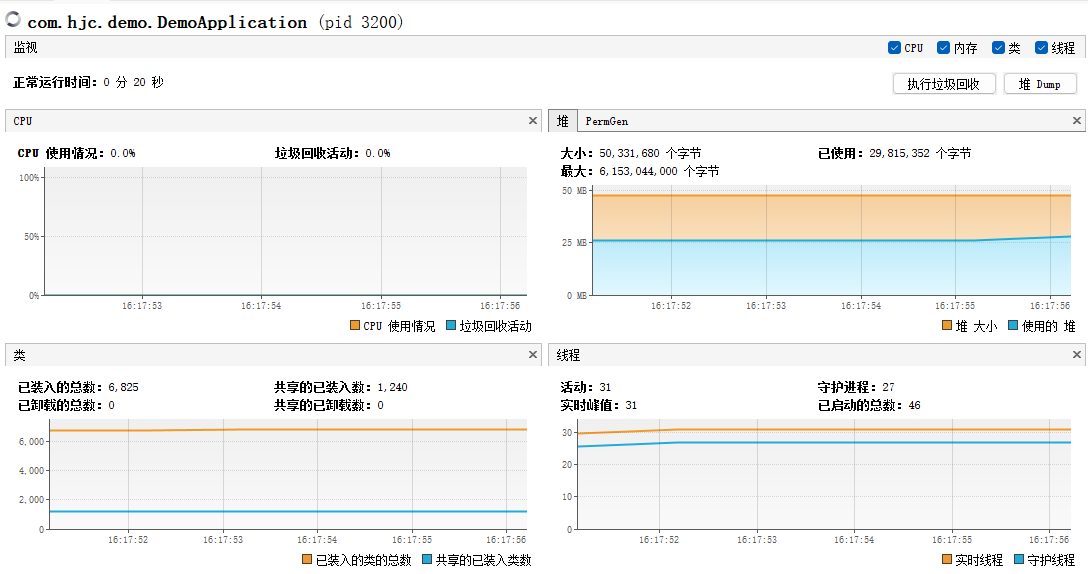 com.hjc.demo.DemoApplication (pid 3200)
监视
CPU 内存 类 线程
正常运行时间: 0 分 20 秒
执行垃圾回收 堆 Dump
CPU
CPU 使用情况: 0.0% 垃圾回收活动: 0.0%
100%
50%
0%
16:17:53 16:17:54 16:17:55 16:17:56
CPU 使用情况 垃圾回收活动
堆 PermGen
大小: 50,331,680 个字节 已使用: 29,815,352 个字节
最大: 6,153,044,000 个字节
50 MB
25 MB
0 MB
16:17:52 16:17:53 16:17:54 16:17:55 16:17:56
堆 大小 使用的 堆
类
已装入的总数: 6,825 共享的已装入数: 1,240
已卸载的总数: 0 共享的已卸载数: 0
6,000
4,000
2,000
0
16:17:52 16:17:53 16:17:54 16:17:55 16:17:56
已装入的类的总数 共享的已装入类数
线程
活动: 31 守护进程: 27
实时峰值: 31 已启动的总数: 46
30
20
10
0
16:17:52 16:17:53 16:17:54 16:17:55 16:17:56
实时线程 守护线程